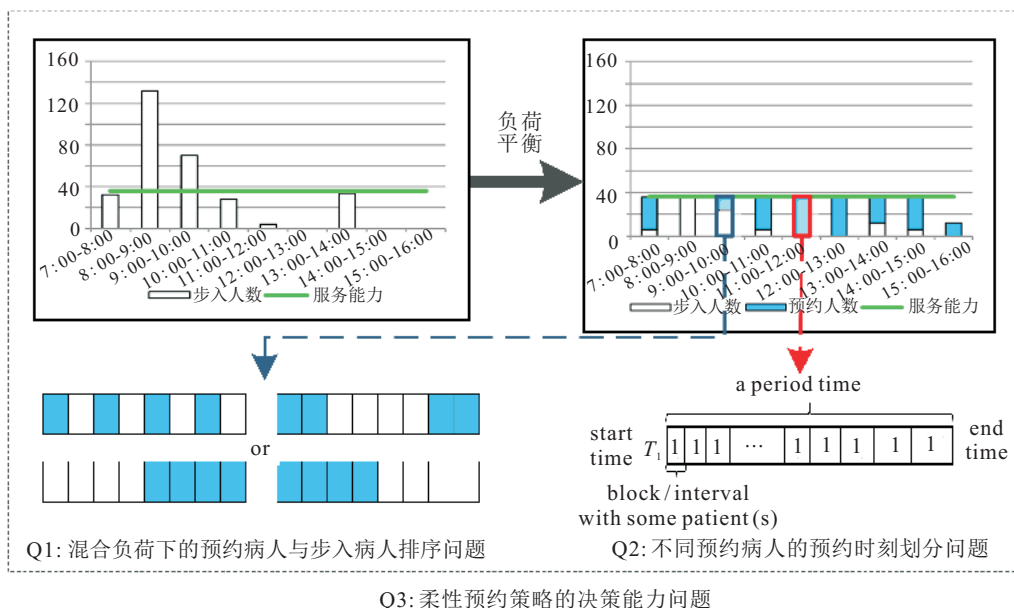 160
120
80
40
0
7:00-8:00
8:00-9:00
9:00-10:00
10:00-11:00
11:00-12:00
12:00-13:00
13:00-14:00
14:00-15:00
15:00-16:00
步入人数 服务能力
负荷
平衡
160
120
80
40
0
7:00-8:00
8:00-9:00
9:00-10:00
10:00-11:00
11:00-12:00
12:00-13:00
13:00-14:00
14:00-15:00
15:00-16:00
步入人数 预约人数 服务能力
or
Q1: 混合负荷下的预约病人与步入病人排序问题
a period time
start
time
T₁ 1 1 1 … 1 1 1 1 1
end
time
block / interval
with some patient (s)
Q2: 不同预约病人的预约时刻划分问题
Q3: 柔性预约策略的决策能力问题